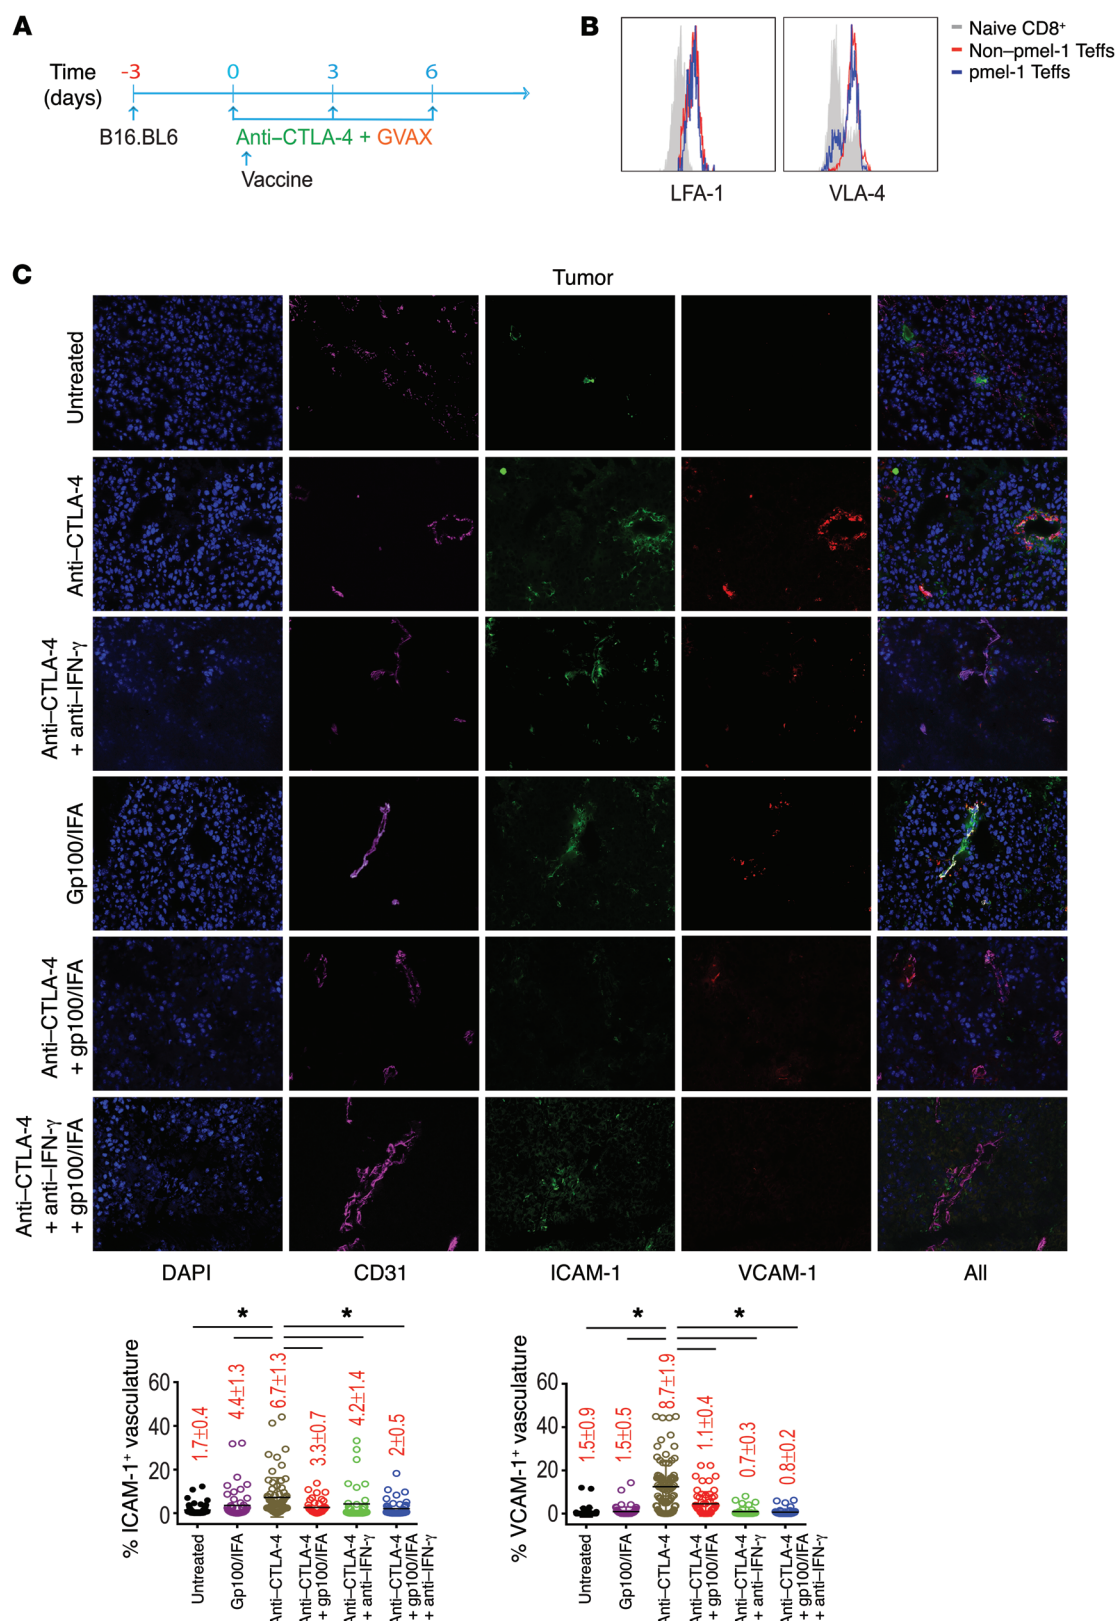 A
Time
(days)
-3
0
3
6
B16.BL6
Anti–CTLA-4 + GVAX
Vaccine
B
Naive CD8+
Non–pmel-1 Teffs
pmel-1 Teffs
LFA-1
VLA-4
C
Tumor
Untreated
Anti–CTLA-4
Anti–CTLA-4
+ anti–IFN-γ
Gp100/IFA
Anti–CTLA-4
+ gp100/IFA
Anti–CTLA-4
+ anti–IFN-γ
+ gp100/IFA
DAPI
CD31
ICAM-1
VCAM-1
All
% ICAM-1+ vasculature
60
40
20
0
*
*
1.7±0.4
4.4±1.3
6.7±1.3
3.3±0.7
4.2±1.4
2±0.5
Untreated
Gp100/IFA
Anti–CTLA-4
Anti–CTLA-4
+ gp100/IFA
Anti–CTLA-4
+ anti–IFN-γ
Anti–CTLA-4
+ gp100/IFA
+ anti–IFN-γ
% VCAM-1+ vasculature
60
40
20
0
*
*
1.5±0.9
1.5±0.5
8.7±1.9
1.1±0.4
0.7±0.3
0.8±0.2
Untreated
Gp100/IFA
Anti–CTLA-4
Anti–CTLA-4
+ gp100/IFA
Anti–CTLA-4
+ anti–IFN-γ
Anti–CTLA-4
+ gp100/IFA
+ anti–IFN-γ